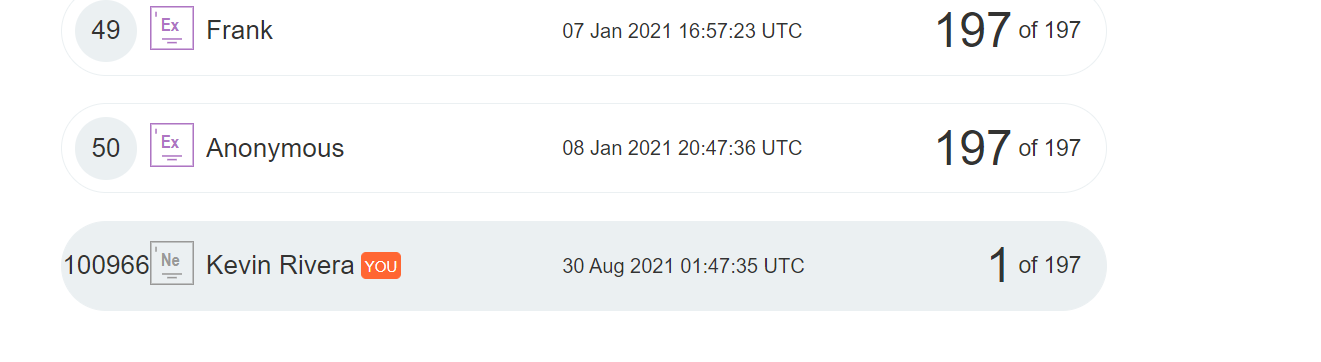 49 Ex Frank 07 Jan 2021 16:57:23 UTC 197 of 197
50 Ex Anonymous 08 Jan 2021 20:47:36 UTC 197 of 197
100966 Ne Kevin Rivera YOU 30 Aug 2021 01:47:35 UTC 1 of 197